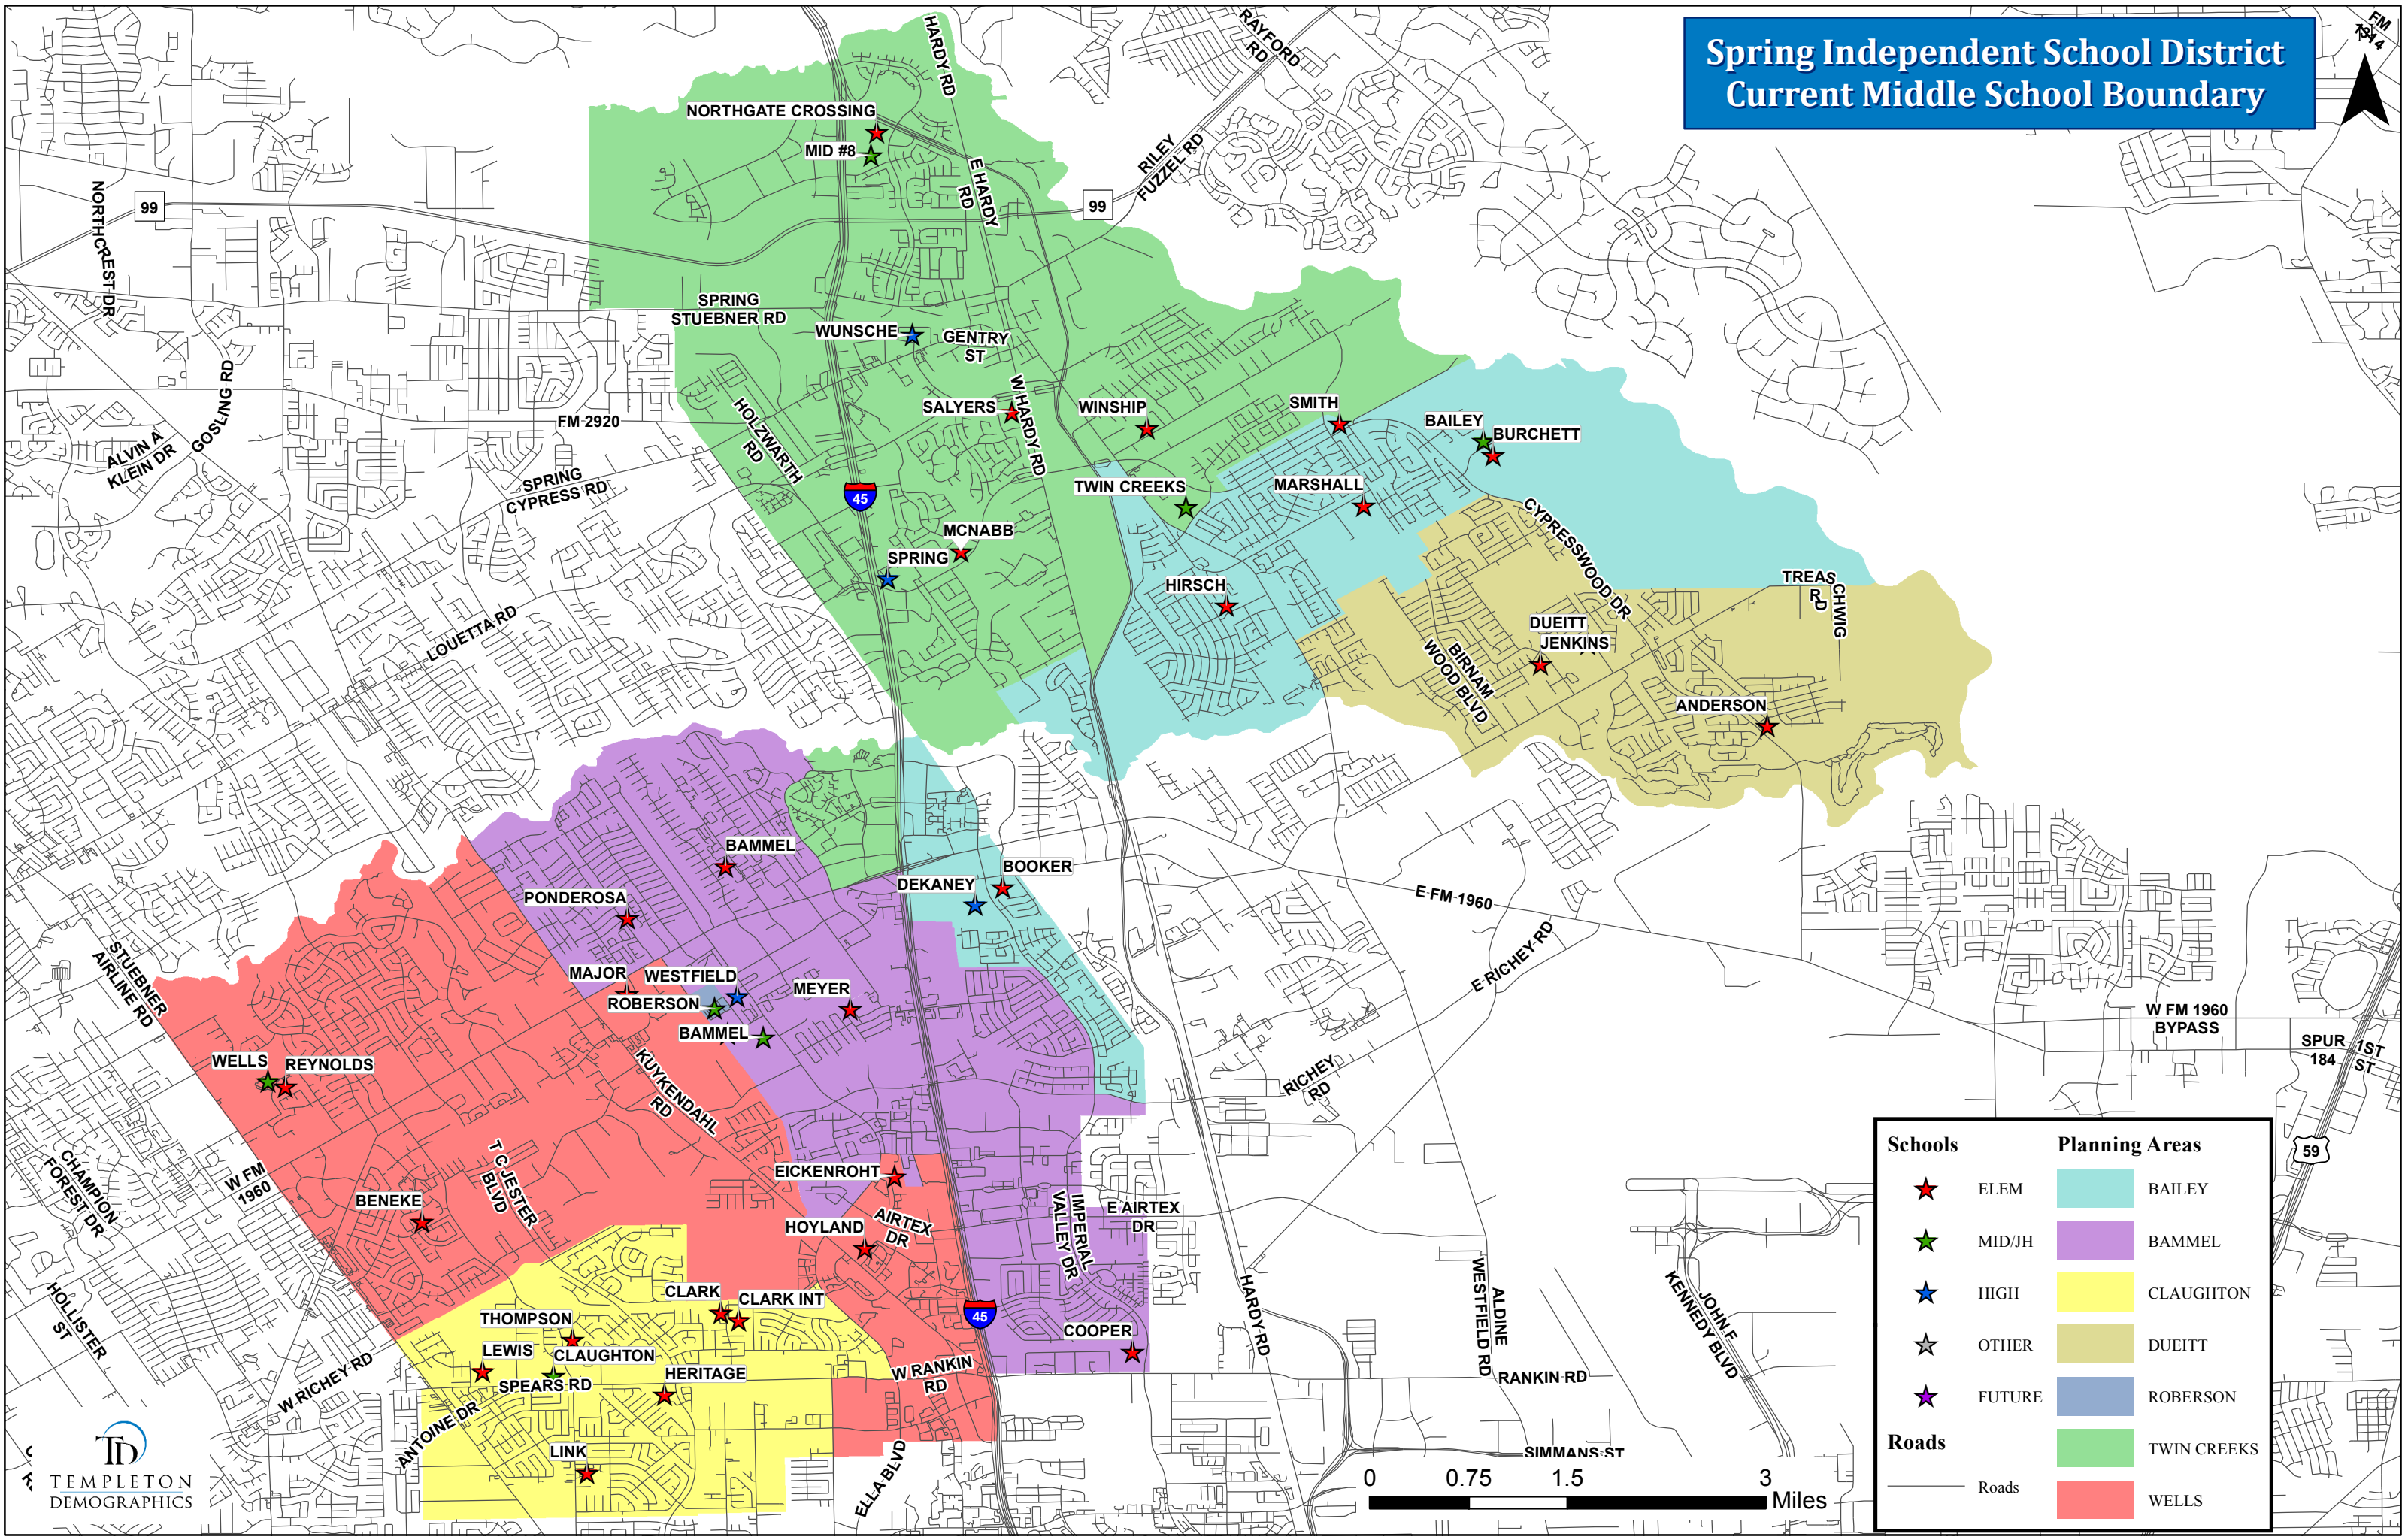 Spring Independent School District
Current Middle School Boundary
FM
1314
HARDY RD
RAYFORD
RD
NORTHGATE CROSSING
MID #8
E HARDY
RD
RILEY
FUZZEL RD
99
99
NORTHCREST DR
SPRING
STUEBNER RD
WUNSCHE
GENTRY
ST
GOSLING RD
FM 2920
HOLZWARTH
RD
SALYERS
W HARDY RD
WINSHIP
SMITH
BAILEY
BURCHETT
ALVIN A
KLEIN DR
SPRING
CYPRESS RD
45
TWIN CREEKS
MARSHALL
CYPRESSWOOD DR
MCNABB
SPRING
HIRSCH
TREAS
CHWIG
RD
LOUETTA RD
DUEITT
JENKINS
BIRNAM
WOOD BLVD
ANDERSON
BAMMEL
BOOKER
DEKANEY
PONDEROSA
E FM 1960
E RICHEY RD
STUEBNER
AIRLINE RD
MAJOR
WESTFIELD
ROBERSON
MEYER
BAMMEL
W FM 1960
BYPASS
SPUR
184
1ST
ST
WELLS
REYNOLDS
KUYKENDAHL
RD
RICHEY
RD
CHAMPION
FOREST DR
W FM
1960
T C JESTER
BLVD
EICKENROHT
BENEKE
HOYLAND
AIRTEX
DR
IMPERIAL
VALLEY DR
E AIRTEX
DR
59
HOLLISTER
ST
CLARK
CLARK INT
THOMPSON
45
COOPER
HARDY RD
ALDINE
WESTFIELD RD
JOHN F
KENNEDY BLVD
LEWIS
CLAUGHTON
SPEARS RD
HERITAGE
W RANKIN
RD
RANKIN RD
W RICHEY RD
ANTOINE DR
LINK
ELLA BLVD
SIMMANS ST
TD
TEMPLETON
DEMOGRAPHICS
0 0.75 1.5 3
Miles
Schools
ELEM
MID/JH
HIGH
OTHER
FUTURE
Roads
Roads
Planning Areas
BAILEY
BAMMEL
CLAUGHTON
DUEITT
ROBERSON
TWIN CREEKS
WELLS